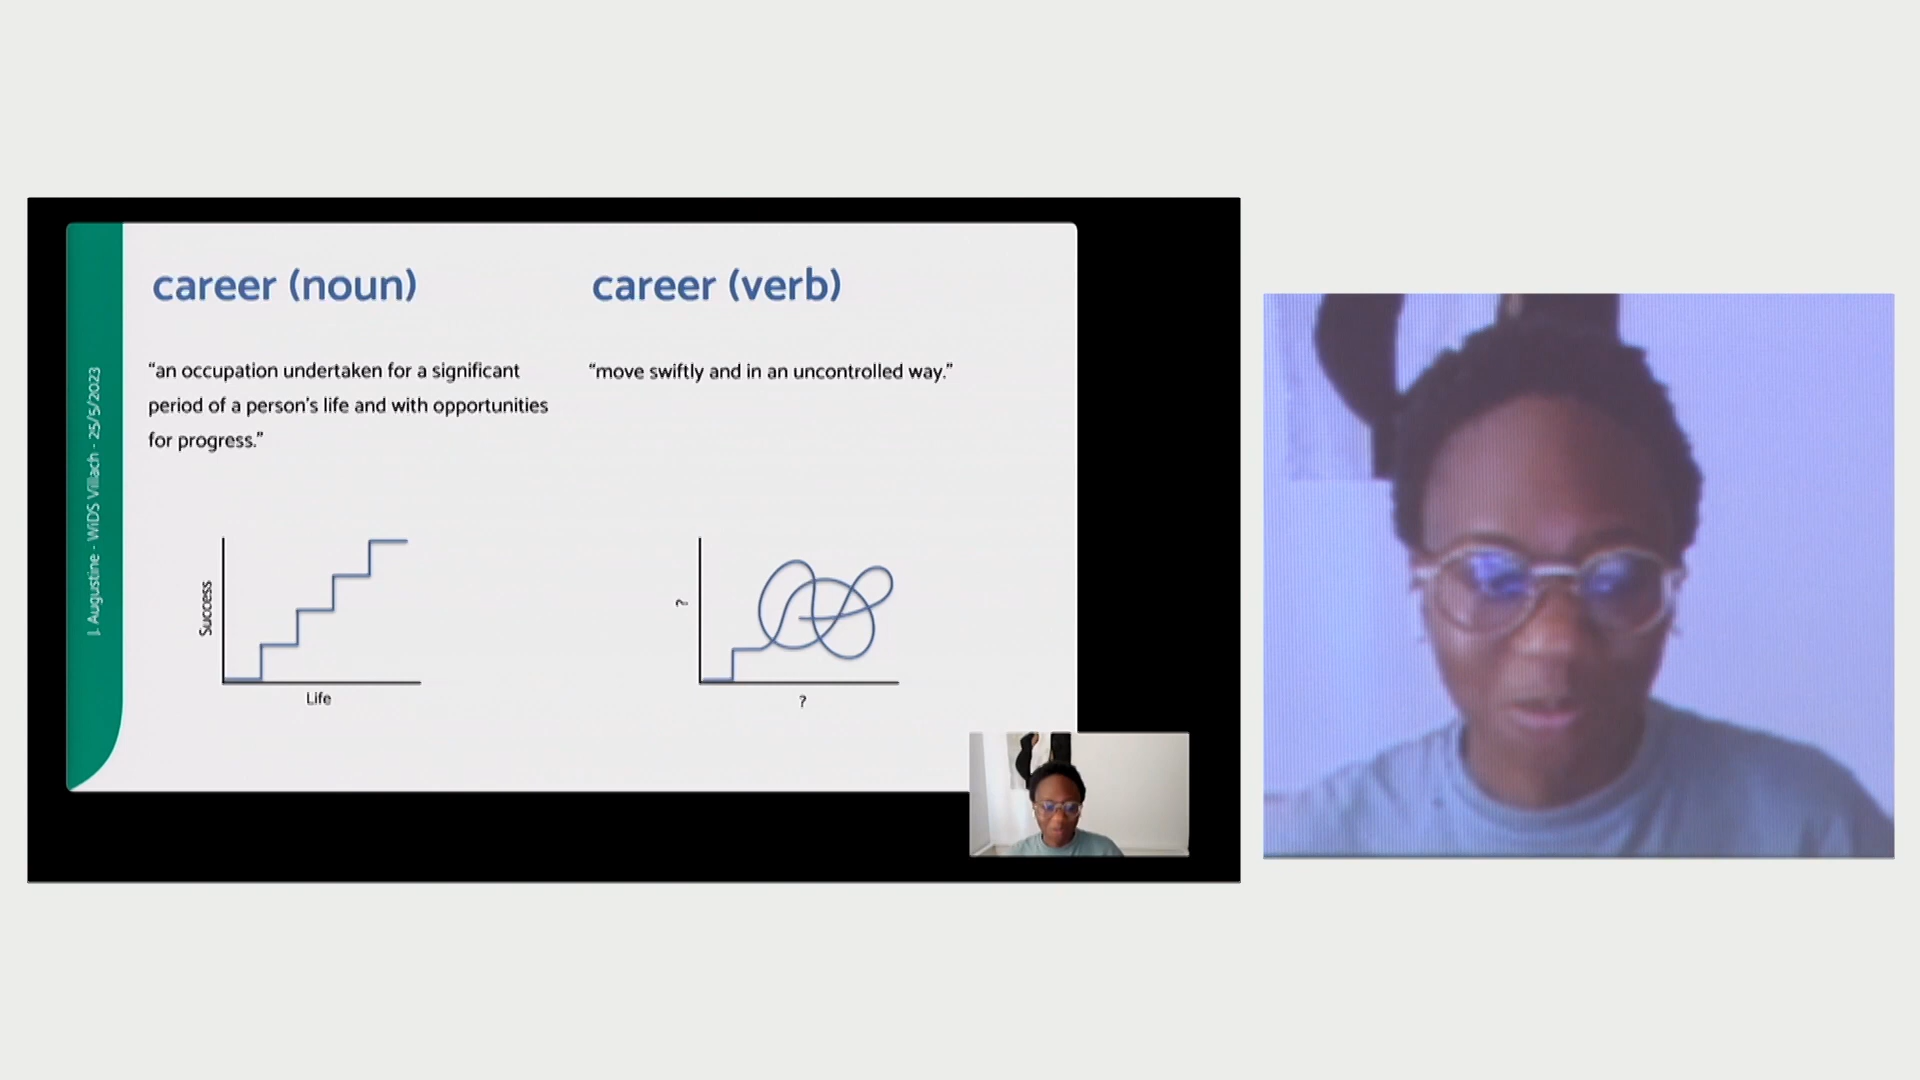 J. Augustine - WiDS Villach - 25/5/2023
career (noun)
“an occupation undertaken for a significant
period of a person’s life and with opportunities
for progress.”
Success
Life
career (verb)
“move swiftly and in an uncontrolled way.”
?
?